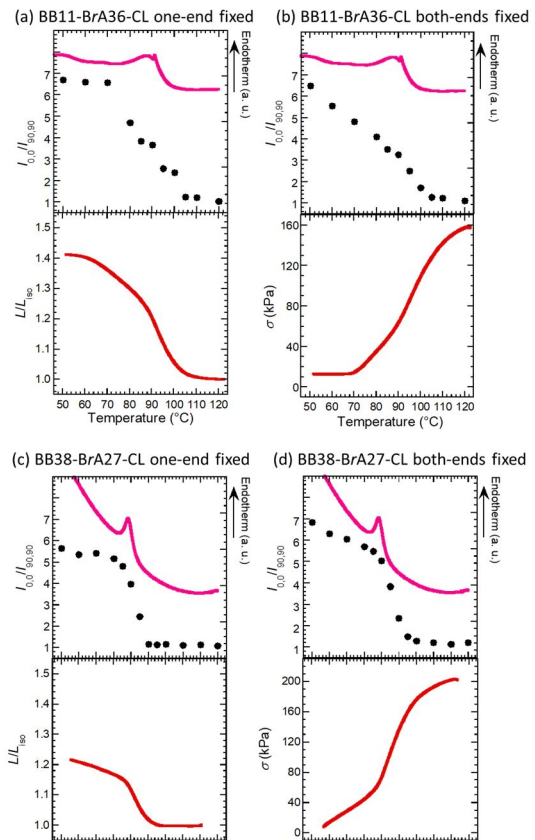 (a) BB11-BrA36-CL one-end fixed
(b) BB11-BrA36-CL both-ends fixed
I0,0°/I90,90
7
6
5
4
3
2
1
Endotherm (a. u.)
I0,0°/I90,90
7
6
5
4
3
2
1
Endotherm (a. u.)
L/Liso
1.5
1.4
1.3
1.2
1.1
1.0
50 60 70 80 90 100 110 120
Temperature (°C)
σ (kPa)
160
120
80
40
0
50 60 70 80 90 100 110 120
Temperature (°C)
(c) BB38-BrA27-CL one-end fixed
(d) BB38-BrA27-CL both-ends fixed
I0,0/I90,90
8
7
6
5
4
3
2
1
Endotherm (a. u.)
I0,0/I90,90
8
7
6
5
4
3
2
1
Endotherm (a. u.)
L/Liso
1.5
1.4
1.3
1.2
1.1
1.0
σ (kPa)
200
160
120
80
40
0